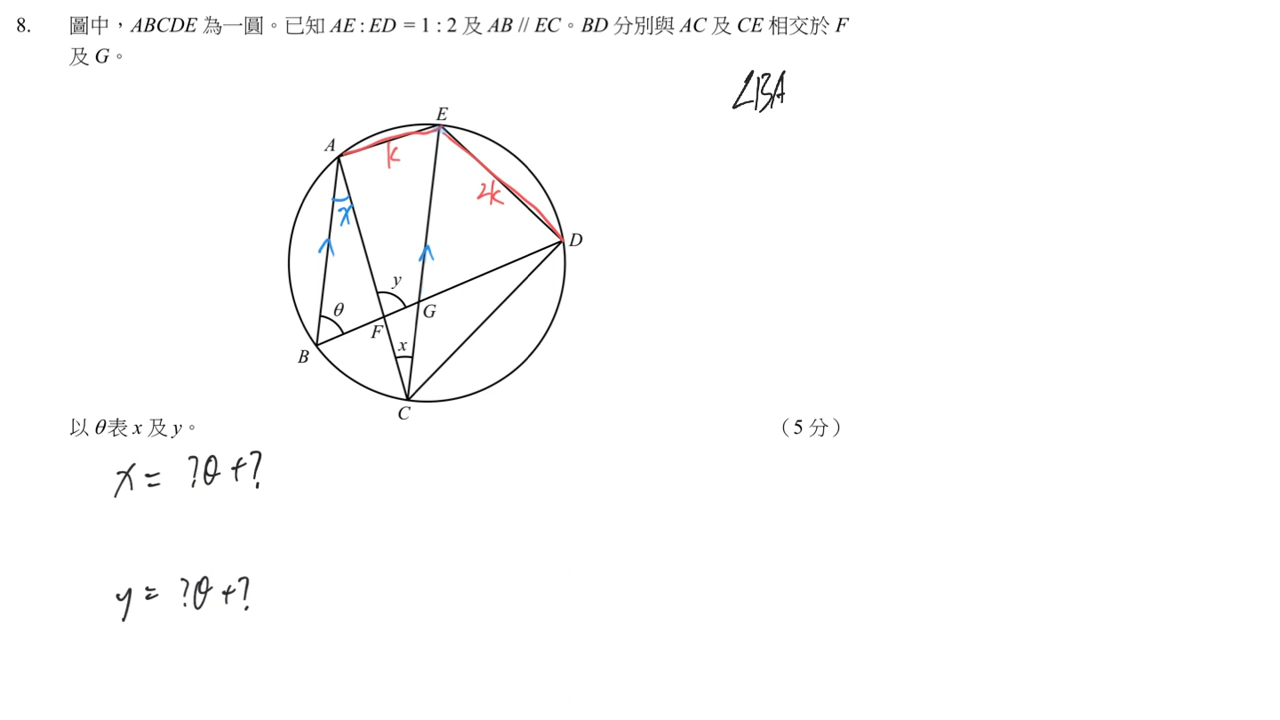 8. 圖中，ABCDE 為一圓。已知 AE : ED = 1 : 2 及 AB // EC。BD 分別與 AC 及 CE 相交於 F
及 G。
∠BA
E
A
k
2k
x
D
y
θ
G
F
B
x
C
以 θ表 x 及 y。 （5 分）
x = ?θ +?
y = ?θ +?